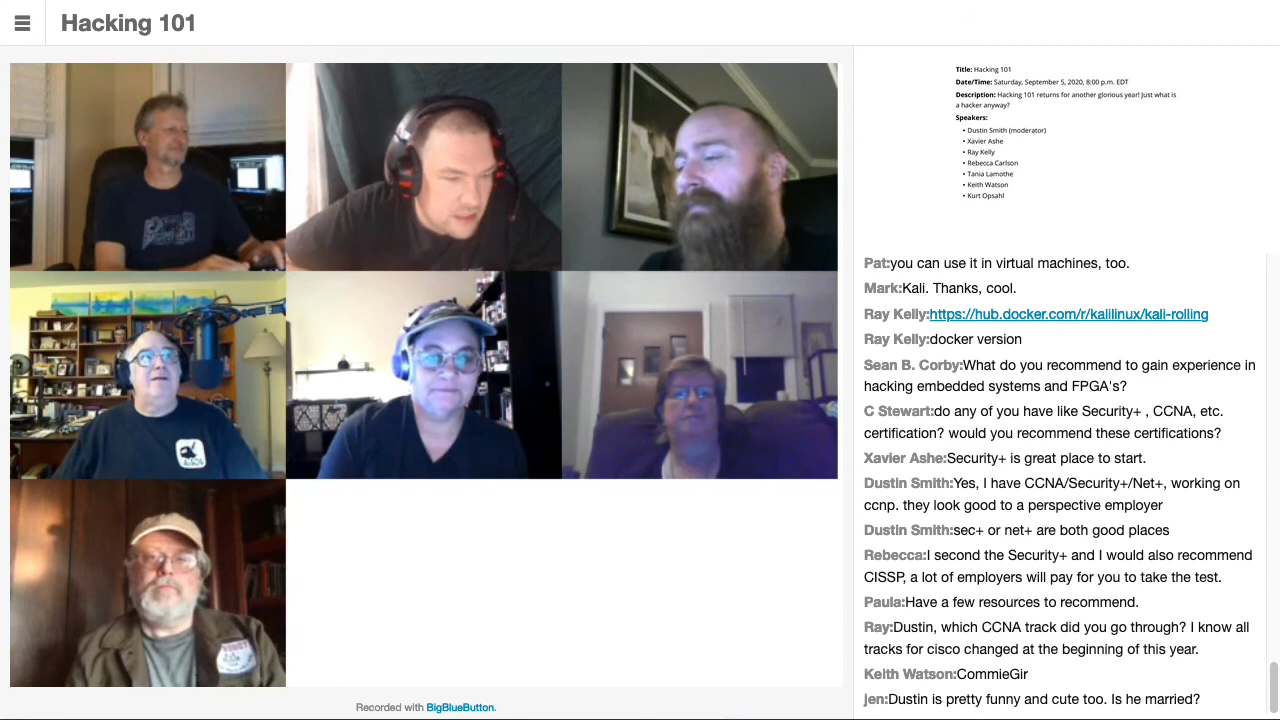 Hacking 101
Title: Hacking 101
Date/Time: Saturday, September 5, 2020, 8:00 p.m. EDT
Description: Hacking 101 returns for another glorious year! Just what is
a hacker anyway?
Speakers:
• Dustin Smith (moderator)
• Xavier Ashe
• Ray Kelly
• Rebecca Carlson
• Tania Lamothe
• Keith Watson
• Kurt Opsahl
Pat:you can use it in virtual machines, too.
Mark:Kali. Thanks, cool.
Ray Kelly:https://hub.docker.com/r/kalilinux/kali-rolling
Ray Kelly:docker version
Sean B. Corby:What do you recommend to gain experience in
hacking embedded systems and FPGA's?
C Stewart:do any of you have like Security+ , CCNA, etc.
certification? would you recommend these certifications?
Xavier Ashe:Security+ is great place to start.
Dustin Smith:Yes, I have CCNA/Security+/Net+, working on
ccnp. they look good to a perspective employer
Dustin Smith:sec+ or net+ are both good places
Rebecca:I second the Security+ and I would also recommend
CISSP, a lot of employers will pay for you to take the test.
Paula:Have a few resources to recommend.
Ray:Dustin, which CCNA track did you go through? I know all
tracks for cisco changed at the beginning of this year.
Keith Watson:CommieGir
jen:Dustin is pretty funny and cute too. Is he married?
Recorded with BigBlueButton.